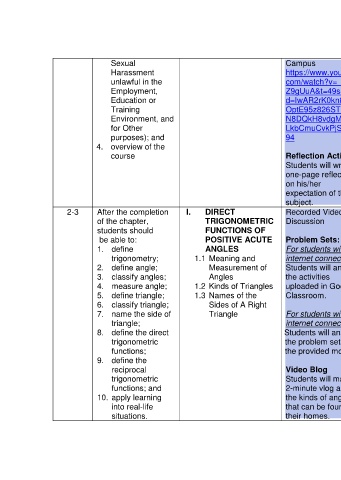 Sexual
Harassment
unlawful in the
Employment,
Education or
Training
Environment, and
for Other
purposes); and
4. overview of the
course
Campus
https://www.you
com/watch?v=
Z9gUuA&t=49s
d=IwAR2rK0kn
OptE95z826ST
N8DQkH8vdgM
LkbCmuCvkPjS
94
Reflection Acti
Students will wr
one-page reflec
on his/her
expectation of t
subject.
2-3
After the completion
of the chapter,
students should
be able to:
1. define
trigonometry;
2. define angle;
3. classify angles;
4. measure angle;
5. define triangle;
6. classify triangle;
7. name the side of
triangle;
8. define the direct
trigonometric
functions;
9. define the
reciprocal
trigonometric
functions; and
10. apply learning
into real-life
situations.
I. DIRECT
TRIGONOMETRIC
FUNCTIONS OF
POSITIVE ACUTE
ANGLES
1.1 Meaning and
Measurement of
Angles
1.2 Kinds of Triangles
1.3 Names of the
Sides of A Right
Triangle
Recorded Video
Discussion
Problem Sets:
For students wi
internet connec
Students will an
the activities
uploaded in Goo
Classroom.
For students wi
internet connec
Students will an
the problem set
the provided mo
Video Blog
Students will ma
2-minute vlog a
the kinds of ang
that can be foun
their homes.